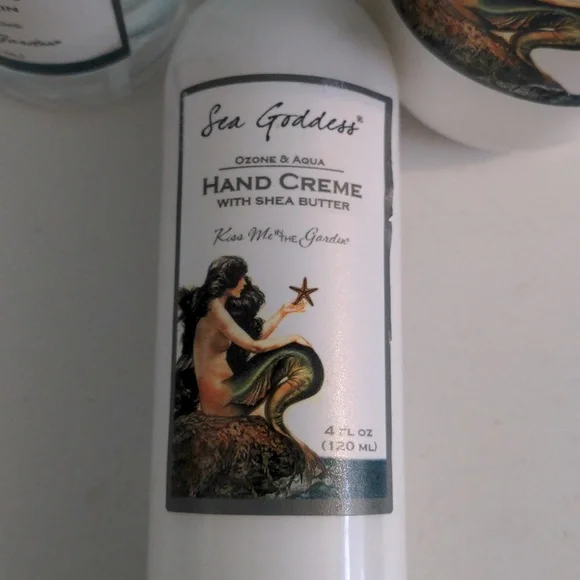 IN
Sea Goddess®
OZONE & AQUA
HAND CREME
WITH SHEA BUTTER
Kiss Me IN THE Garden
4 FL OZ
(120 ML)